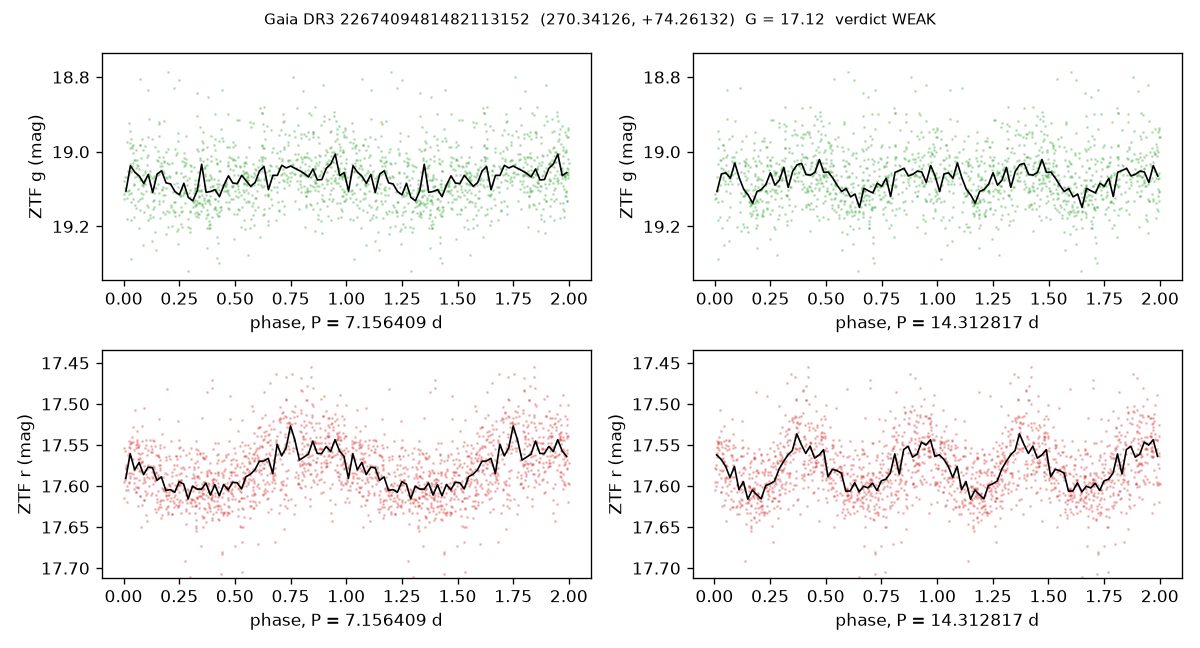 Gaia DR3 2267409481482113152  (270.34126, +74.26132)  G = 17.12  verdict WEAK
ZTF g (mag)
18.8
19.0
19.2
0.00 0.25 0.50 0.75 1.00 1.25 1.50 1.75 2.00
phase, P = 7.156409 d
ZTF g (mag)
18.8
19.0
19.2
0.00 0.25 0.50 0.75 1.00 1.25 1.50 1.75 2.00
phase, P = 14.312817 d
ZTF r (mag)
17.45
17.50
17.55
17.60
17.65
17.70
0.00 0.25 0.50 0.75 1.00 1.25 1.50 1.75 2.00
phase, P = 7.156409 d
ZTF r (mag)
17.45
17.50
17.55
17.60
17.65
17.70
0.00 0.25 0.50 0.75 1.00 1.25 1.50 1.75 2.00
phase, P = 14.312817 d